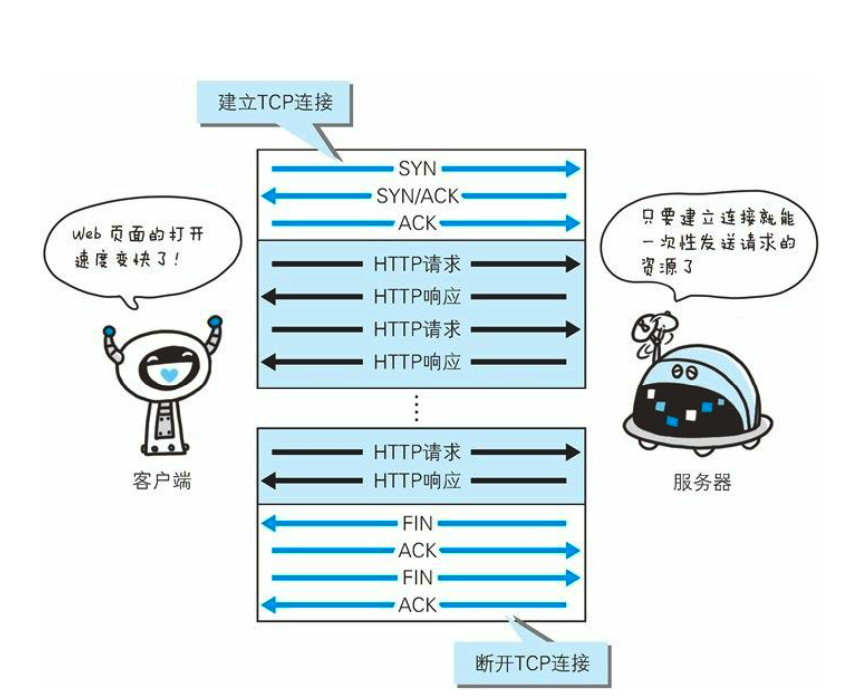 建立TCP连接
SYN
SYN/ACK
ACK
Web 页面的打开
速度变快了!
只要建立连接就能
一次性发送请求的
资源了
HTTP请求
HTTP响应
HTTP请求
HTTP响应
HTTP请求
HTTP响应
客户端
服务器
FIN
ACK
FIN
ACK
断开TCP连接